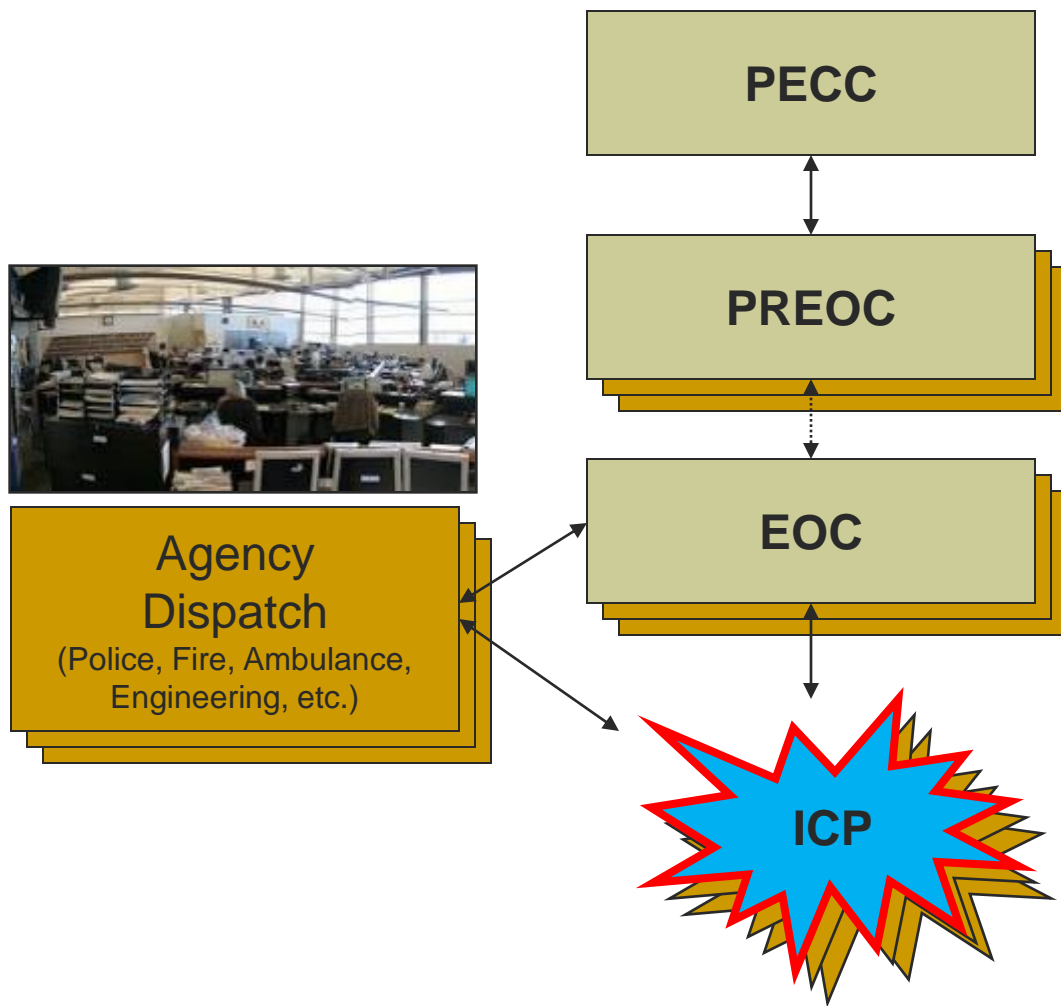 PECC
PREOC
EOC
Agency
Dispatch
(Police, Fire, Ambulance,
Engineering, etc.)
ICP